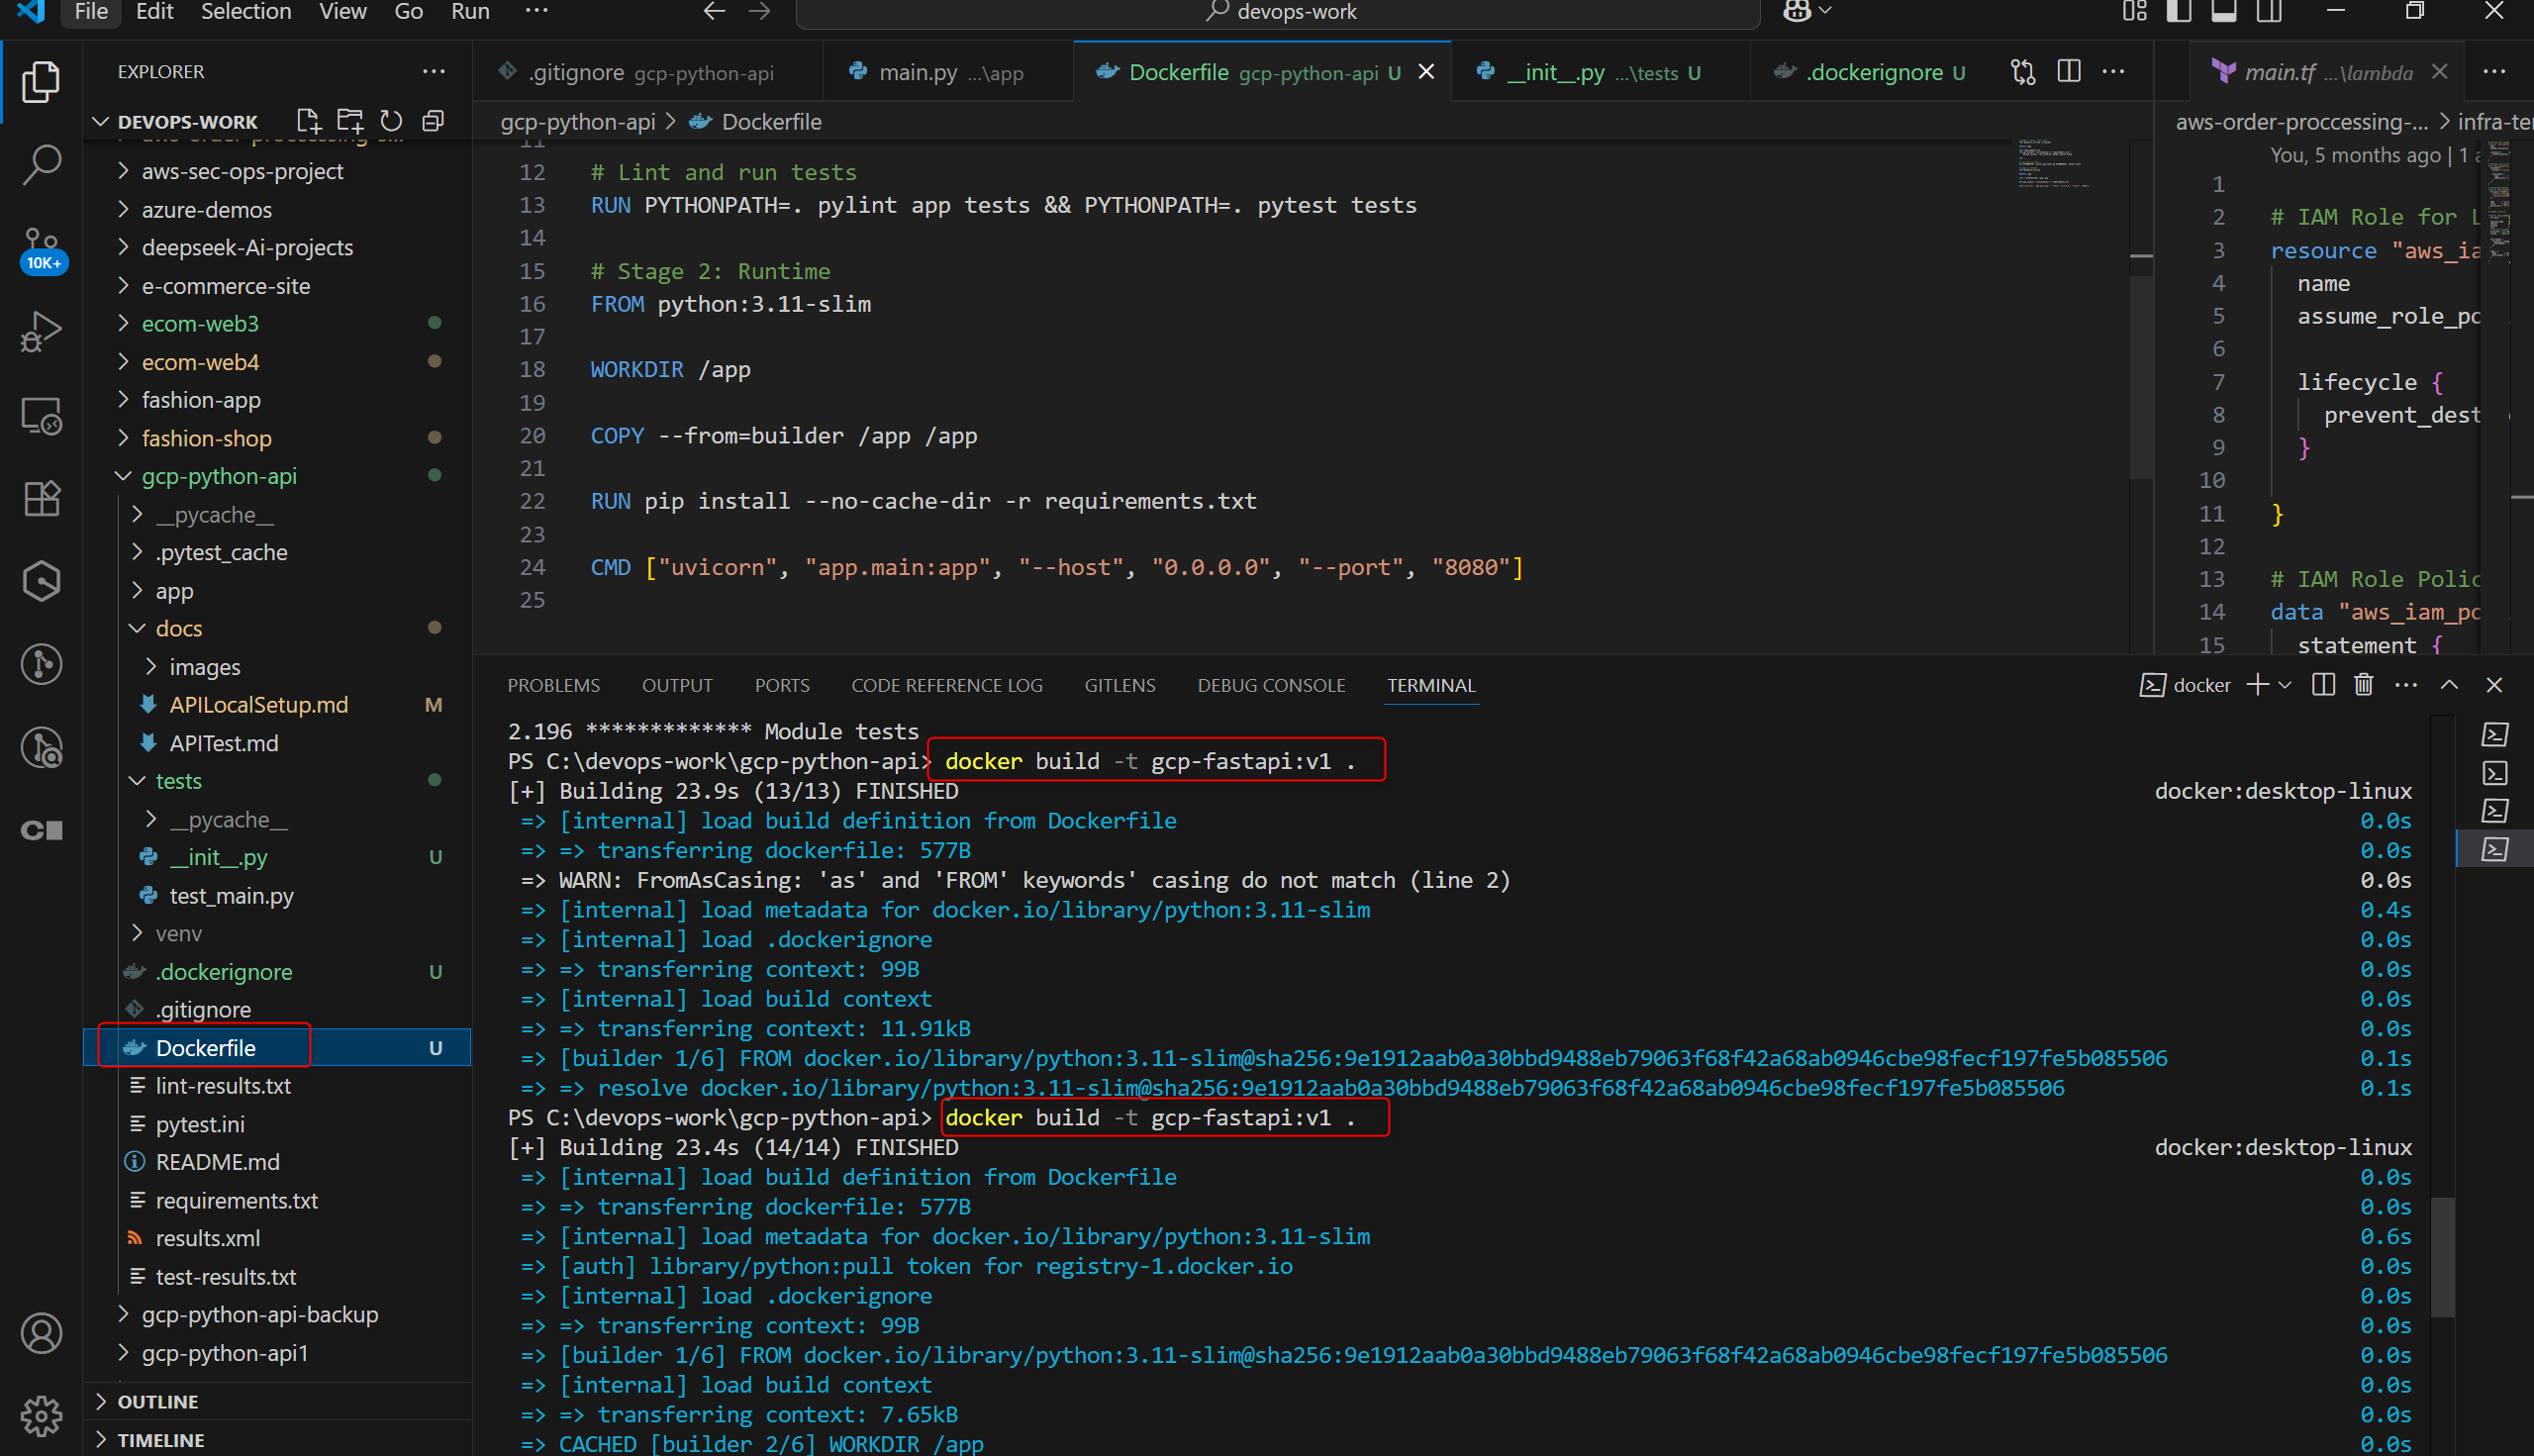 File Edit Selection View Go Run ···
devops-work
EXPLORER
DEVOPS-WORK
aws-sec-ops-project
azure-demos
deepseek-Ai-projects
e-commerce-site
ecom-web3
ecom-web4
fashion-app
fashion-shop
gcp-python-api
__pycache__
.pytest_cache
app
docs
images
APILocalSetup.md M
APITest.md
tests
__pycache__
__init__.py U
test_main.py
venv
.dockerignore U
.gitignore
Dockerfile U
lint-results.txt
pytest.ini
README.md
requirements.txt
results.xml
test-results.txt
gcp-python-api-backup
gcp-python-api1
OUTLINE
TIMELINE
10K+
.gitignore gcp-python-api
main.py ...\app
Dockerfile gcp-python-api U
__init__.py ...\tests U
.dockerignore U
gcp-python-api > Dockerfile
11
12 # Lint and run tests
13 RUN PYTHONPATH=. pylint app tests && PYTHONPATH=. pytest tests
14
15 # Stage 2: Runtime
16 FROM python:3.11-slim
17
18 WORKDIR /app
19
20 COPY --from=builder /app /app
21
22 RUN pip install --no-cache-dir -r requirements.txt
23
24 CMD ["uvicorn", "app.main:app", "--host", "0.0.0.0", "--port", "8080"]
25
main.tf ...\lambda
aws-order-proccessing-... > infra-te
You, 5 months ago | 1 a
1
2 # IAM Role for L
3 resource "aws_ia
4 name
5 assume_role_po
6
7 lifecycle {
8 prevent_dest
9 }
10
11 }
12
13 # IAM Role Polic
14 data "aws_iam_po
15 statement {
PROBLEMS OUTPUT PORTS CODE REFERENCE LOG GITLENS DEBUG CONSOLE TERMINAL
docker
2.196 ************* Module tests
PS C:\devops-work\gcp-python-api> docker build -t gcp-fastapi:v1 .
[+] Building 23.9s (13/13) FINISHED docker:desktop-linux
=> [internal] load build definition from Dockerfile 0.0s
=> => transferring dockerfile: 577B 0.0s
=> WARN: FromAsCasing: 'as' and 'FROM' keywords' casing do not match (line 2) 0.0s
=> [internal] load metadata for docker.io/library/python:3.11-slim 0.4s
=> [internal] load .dockerignore 0.0s
=> => transferring context: 99B 0.0s
=> [internal] load build context 0.0s
=> => transferring context: 11.91kB 0.0s
=> [builder 1/6] FROM docker.io/library/python:3.11-slim@sha256:9e1912aab0a30bbd9488eb79063f68f42a68ab0946cbe98fecf197fe5b085506 0.1s
=> => resolve docker.io/library/python:3.11-slim@sha256:9e1912aab0a30bbd9488eb79063f68f42a68ab0946cbe98fecf197fe5b085506 0.1s
PS C:\devops-work\gcp-python-api> docker build -t gcp-fastapi:v1 .
[+] Building 23.4s (14/14) FINISHED docker:desktop-linux
=> [internal] load build definition from Dockerfile 0.0s
=> => transferring dockerfile: 577B 0.0s
=> [internal] load metadata for docker.io/library/python:3.11-slim 0.6s
=> [auth] library/python:pull token for registry-1.docker.io 0.0s
=> [internal] load .dockerignore 0.0s
=> => transferring context: 99B 0.0s
=> [builder 1/6] FROM docker.io/library/python:3.11-slim@sha256:9e1912aab0a30bbd9488eb79063f68f42a68ab0946cbe98fecf197fe5b085506 0.0s
=> [internal] load build context 0.0s
=> => transferring context: 7.65kB 0.0s
=> CACHED [builder 2/6] WORKDIR /app 0.0s